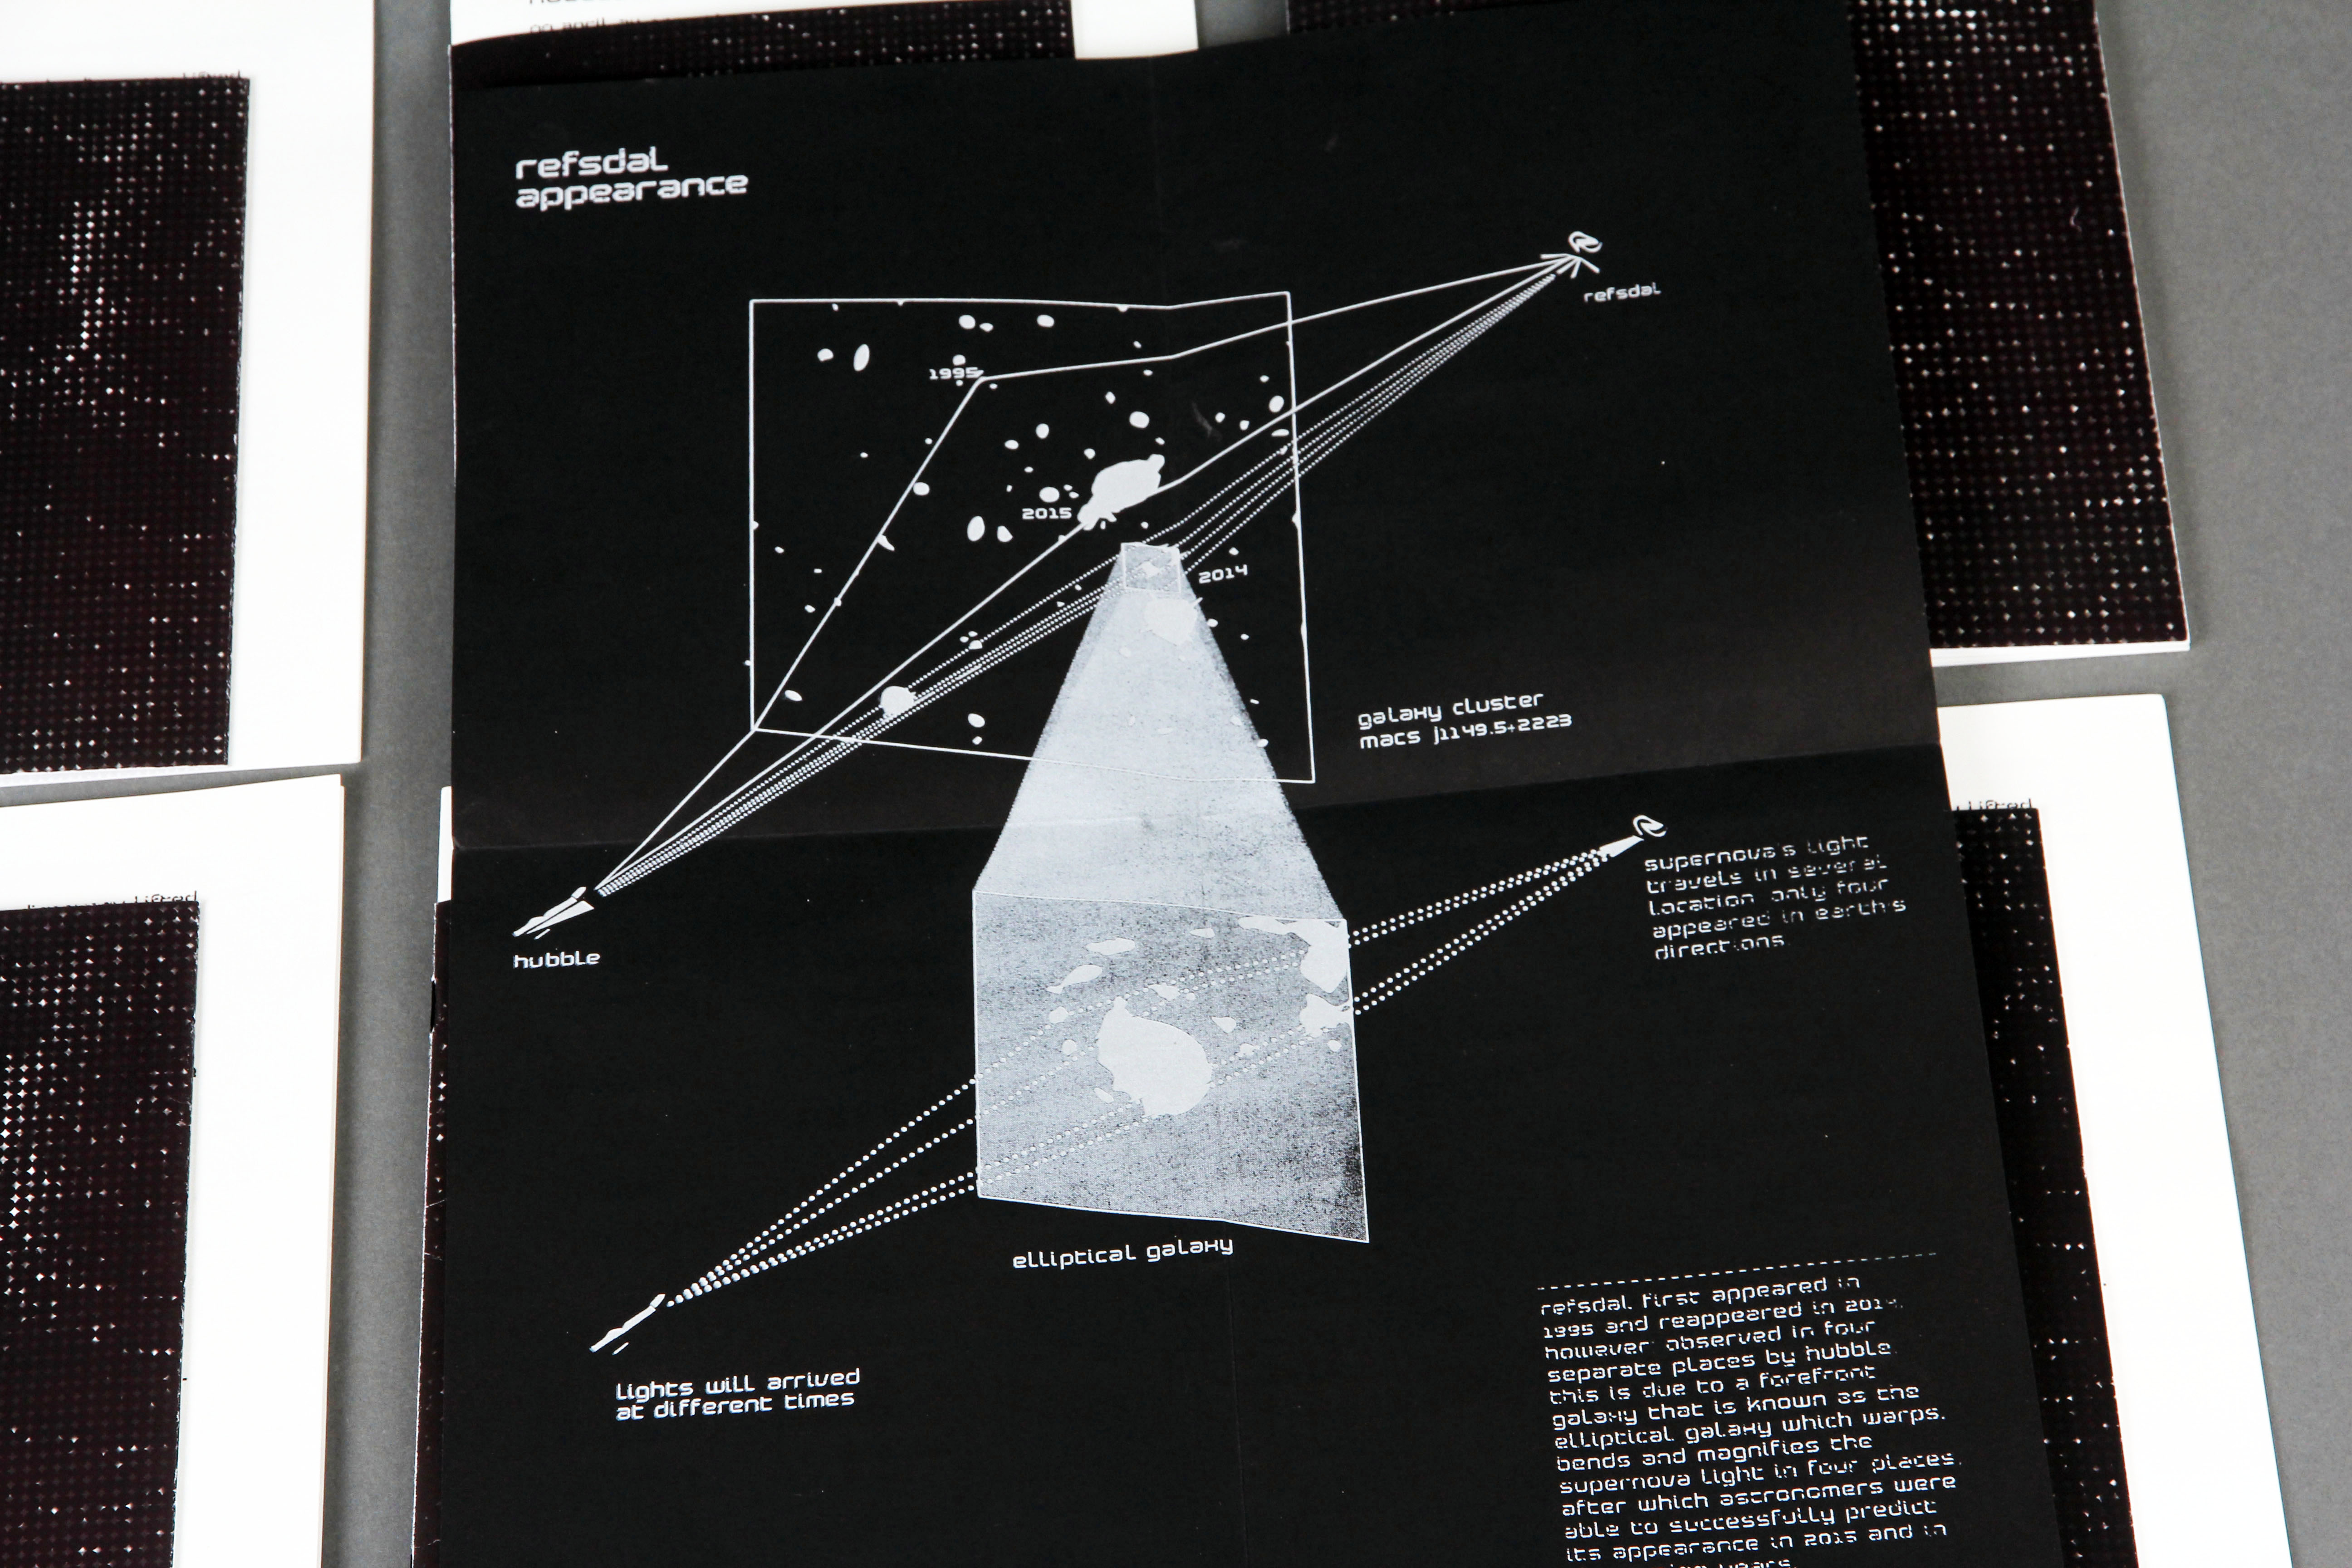 refsdal
appearance
refsdal
1995
2015
2014
galaxy cluster
macs j1149.5+2223
hubble
supernova's light
travels in several
location only four
appeared in earth's
directions.
elliptical galaxy
lights will arrived
at different times
refsdal first appeared in
1995 and reappeared in 2014,
however observed in four
separate places by hubble.
this is due to a forefront
galaxy that is known as the
elliptical galaxy which warps,
bends and magnifies the
supernova light in four places.
after which astronomers were
able to successfully predict
its appearance in 2015 and in
years.
lifted
lifted